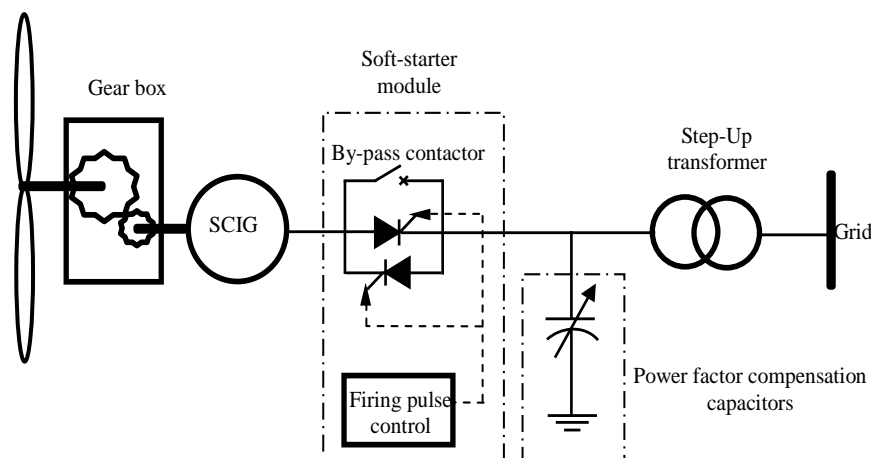 Soft-starter
module
Gear box
Step-Up
transformer
By-pass contactor
SCIG
Grid
Firing pulse
control
Power factor compensation
capacitors